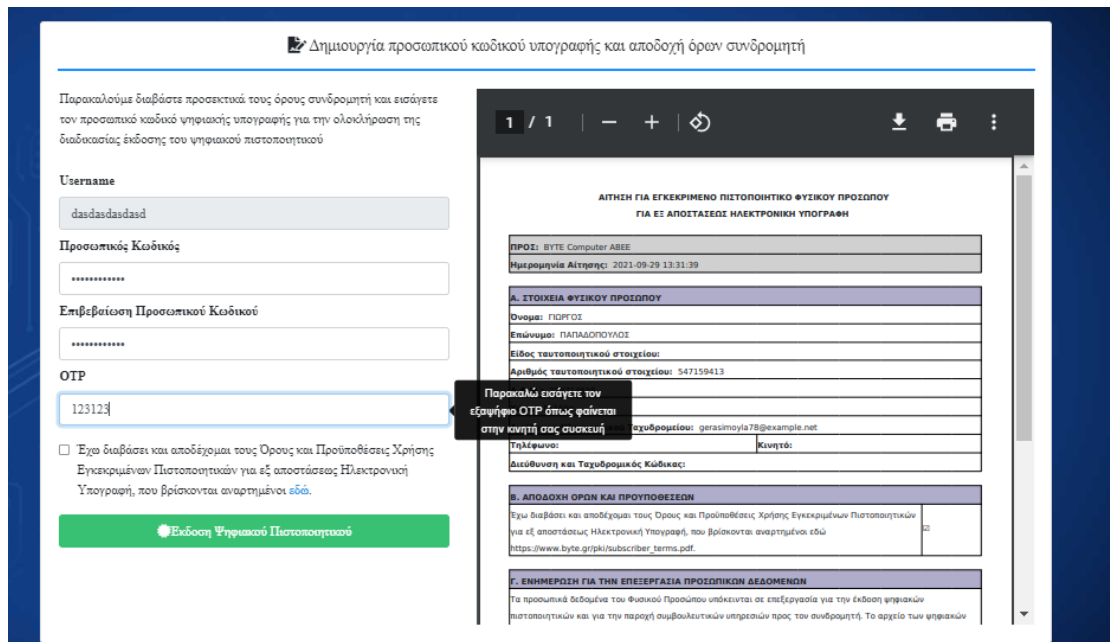 Δημιουργία προσωπικού κωδικού υπογραφής και αποδοχή όρων συνδρομητή
Παρακαλούμε διαβάστε προσεκτικά τους όρους συνδρομητή και εισάγετε
τον προσωπικό κωδικό ψηφιακής υπογραφής για την ολοκλήρωση της
διαδικασίας έκδοσης του ψηφιακού πιστοποιητικού
Username
dasdasdasdasd
Προσωπικός Κωδικός
••••••••••••
Επιβεβαίωση Προσωπικού Κωδικού
••••••••••••
OTP
123123
Παρακαλώ εισάγετε τον
εξαψήφιο OTP όπως φαίνεται
στην κινητή σας συσκευή
Έχω διαβάσει και αποδέχομαι τους Όρους και Προϋποθέσεις Χρήσης
Εγκεκριμένων Πιστοποιητικών για εξ αποστάσεως Ηλεκτρονική
Υπογραφή, που βρίσκονται αναρτημένοι εδώ.
Έκδοση Ψηφιακού Πιστοποιητικού
1 / 1
ΑΙΤΗΣΗ ΓΙΑ ΕΓΚΕΚΡΙΜΕΝΟ ΠΙΣΤΟΠΟΙΗΤΙΚΟ ΦΥΣΙΚΟΥ ΠΡΟΣΩΠΟΥ
ΓΙΑ ΕΞ ΑΠΟΣΤΑΣΕΩΣ ΗΛΕΚΤΡΟΝΙΚΗ ΥΠΟΓΡΑΦΗ
ΠΡΟΣ: BYTE Computer ABEE
Ημερομηνία Αίτησης: 2021-09-29 13:31:39
Α. ΣΤΟΙΧΕΙΑ ΦΥΣΙΚΟΥ ΠΡΟΣΩΠΟΥ
Όνομα: ΓΙΩΡΓΟΣ
Επώνυμο: ΠΑΠΑΔΟΠΟΥΛΟΣ
Είδος ταυτοποιητικού στοιχείου:
Αριθμός ταυτοποιητικού στοιχείου: 547159413
Ταχυδρομείου: gerasimoyla78@example.net
Τηλέφωνο: Κινητό:
Διεύθυνση και Ταχυδρομικός Κώδικας:
Β. ΑΠΟΔΟΧΗ ΟΡΩΝ ΚΑΙ ΠΡΟΥΠΟΘΕΣΕΩΝ
Έχω διαβάσει και αποδέχομαι τους Όρους και Προϋποθέσεις Χρήσης Εγκεκριμένων Πιστοποιητικών
για εξ αποστάσεως Ηλεκτρονική Υπογραφή, που βρίσκονται αναρτημένοι εδώ
https://www.byte.gr/pki/subscriber_terms.pdf.
Γ. ΕΝΗΜΕΡΩΣΗ ΓΙΑ ΤΗΝ ΕΠΕΞΕΡΓΑΣΙΑ ΠΡΟΣΩΠΙΚΩΝ ΔΕΔΟΜΕΝΩΝ
Τα προσωπικά δεδομένα του Φυσικού Προσώπου υπόκεινται σε επεξεργασία για την έκδοση ψηφιακών
πιστοποιητικών και για την παροχή συμβουλευτικών υπηρεσιών προς τον συνδρομητή. Το αρχείο των ψηφιακών